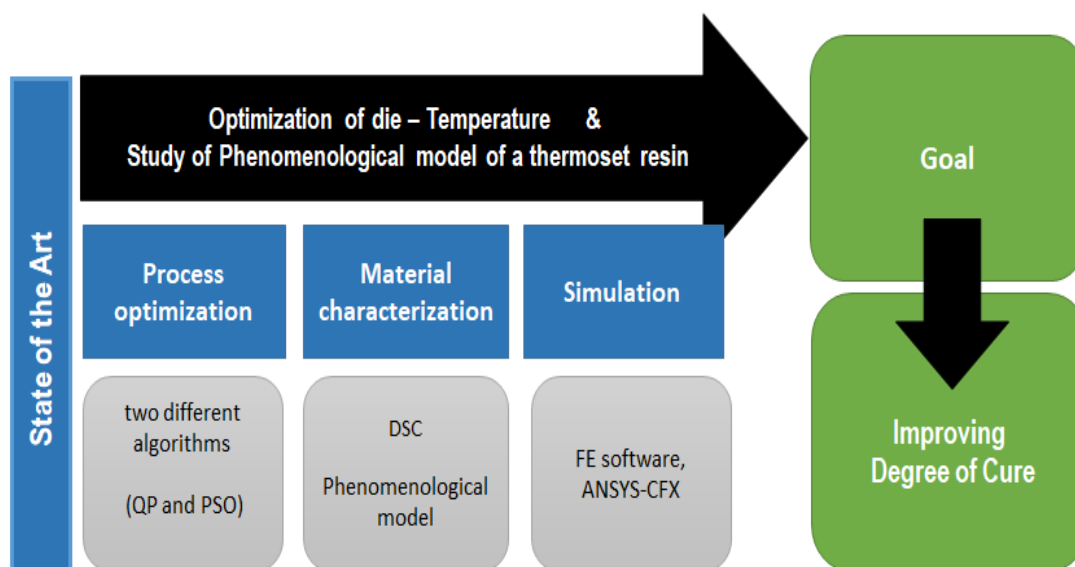 State of the Art
Optimization of die – Temperature &
Study of Phenomenological model of a thermoset resin
Process
optimization
Material
characterization
Simulation
two different
algorithms
(QP and PSO)
DSC
Phenomenological
model
FE software,
ANSYS-CFX
Goal
Improving
Degree of Cure